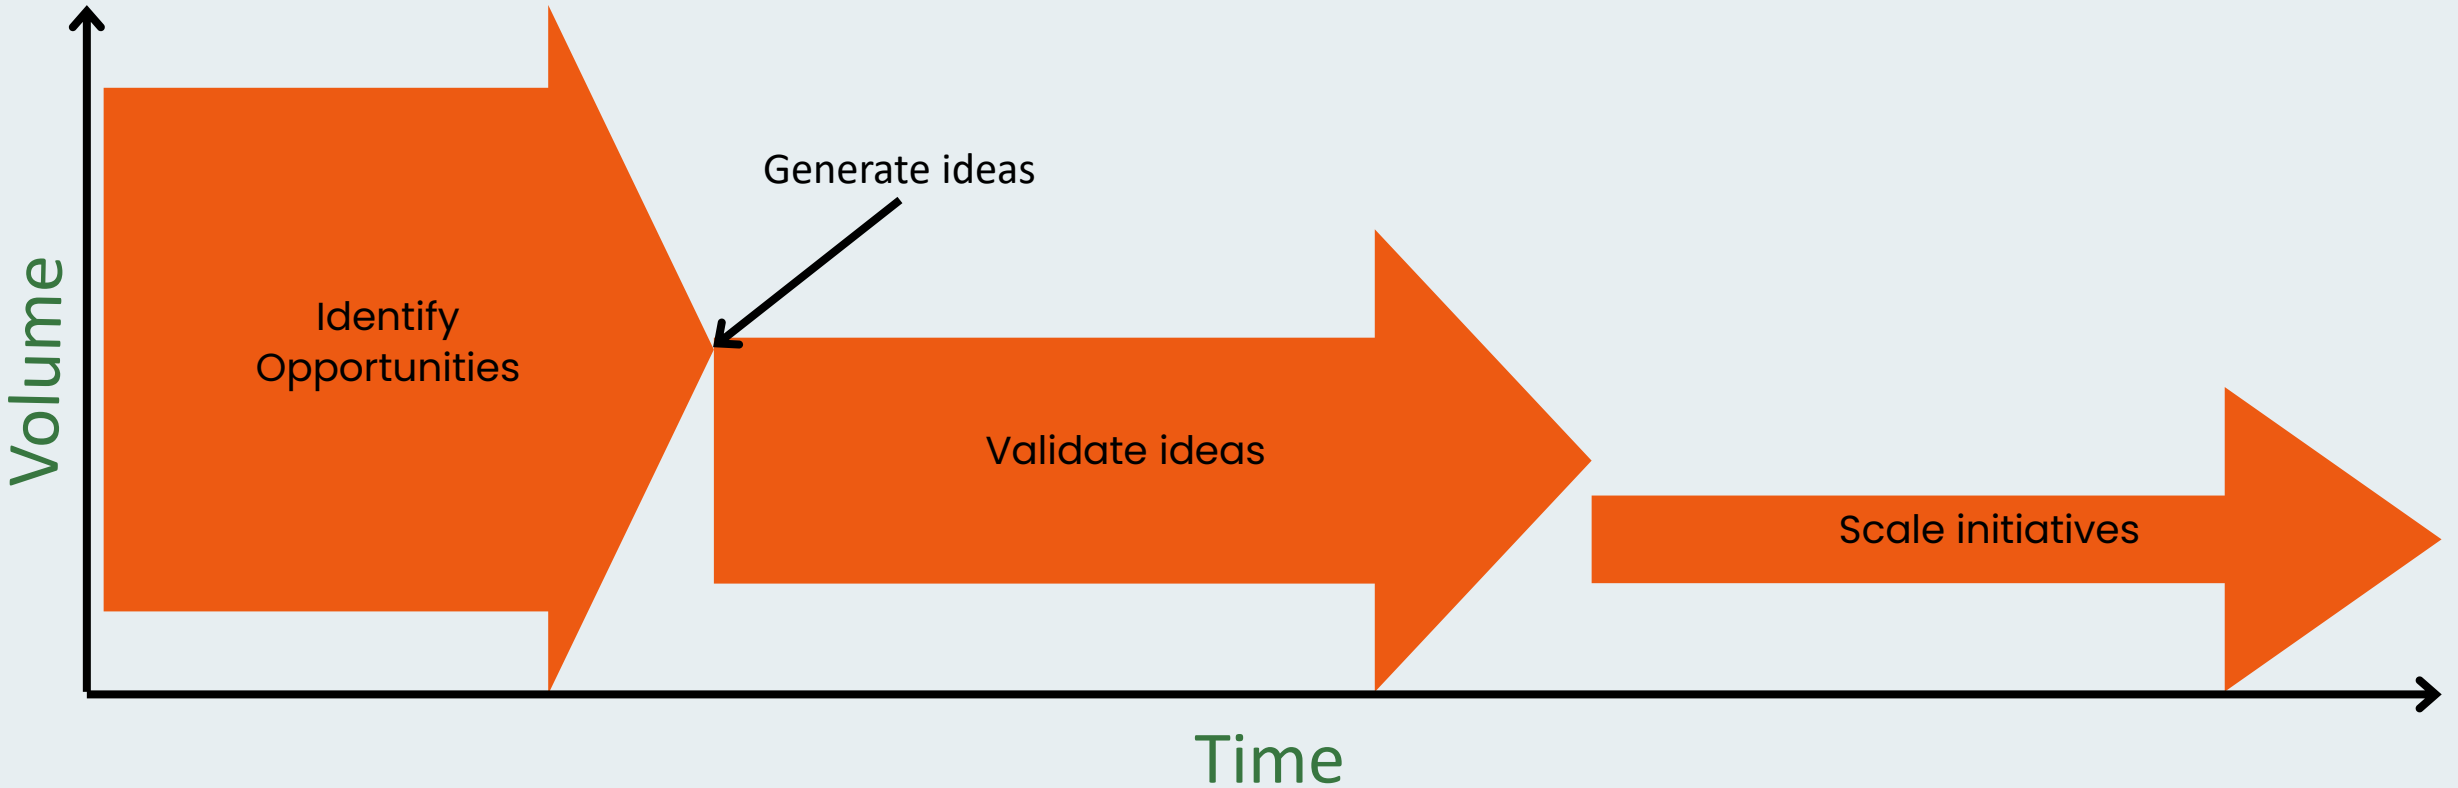 Volume
Identify
Opportunities
Generate ideas
Validate ideas
Scale initiatives
Time